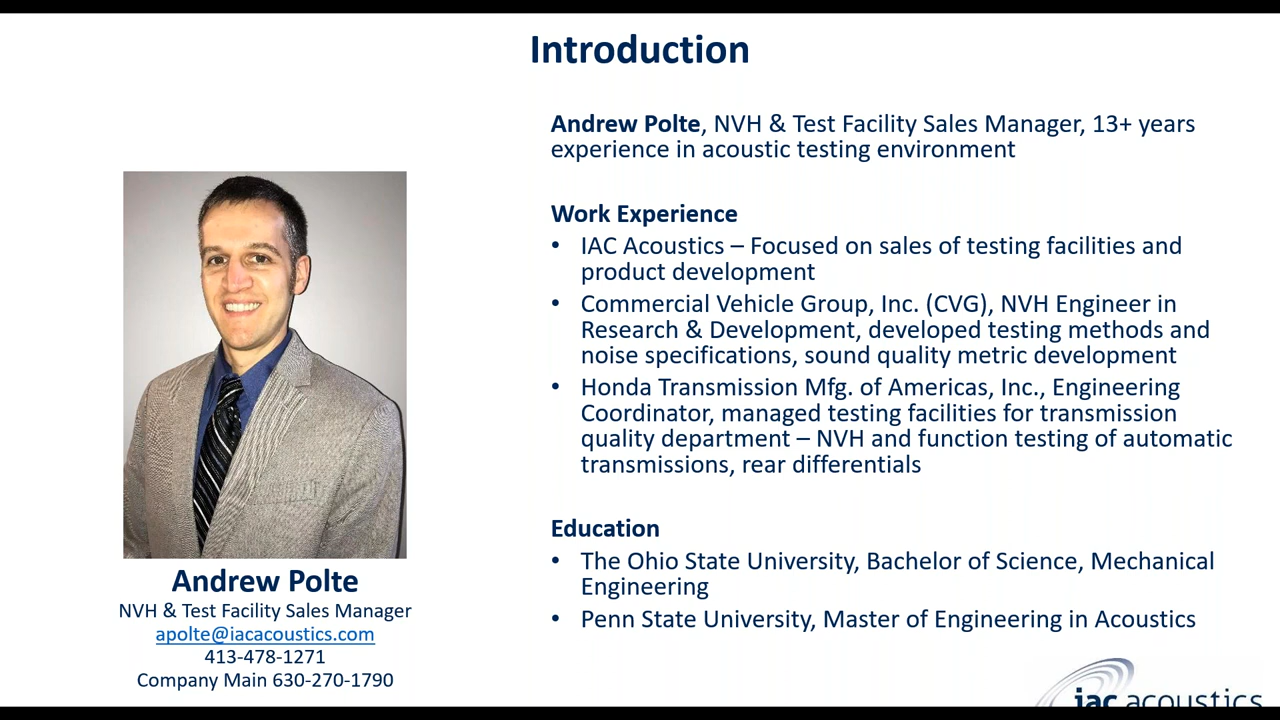 Introduction
Andrew Polte, NVH & Test Facility Sales Manager, 13+ years
experience in acoustic testing environment
Work Experience
• IAC Acoustics – Focused on sales of testing facilities and
product development
• Commercial Vehicle Group, Inc. (CVG), NVH Engineer in
Research & Development, developed testing methods and
noise specifications, sound quality metric development
• Honda Transmission Mfg. of Americas, Inc., Engineering
Coordinator, managed testing facilities for transmission
quality department – NVH and function testing of automatic
transmissions, rear differentials
Education
• The Ohio State University, Bachelor of Science, Mechanical
Engineering
• Penn State University, Master of Engineering in Acoustics
Andrew Polte
NVH & Test Facility Sales Manager
apolte@iacacoustics.com
413-478-1271
Company Main 630-270-1790
iac acoustics